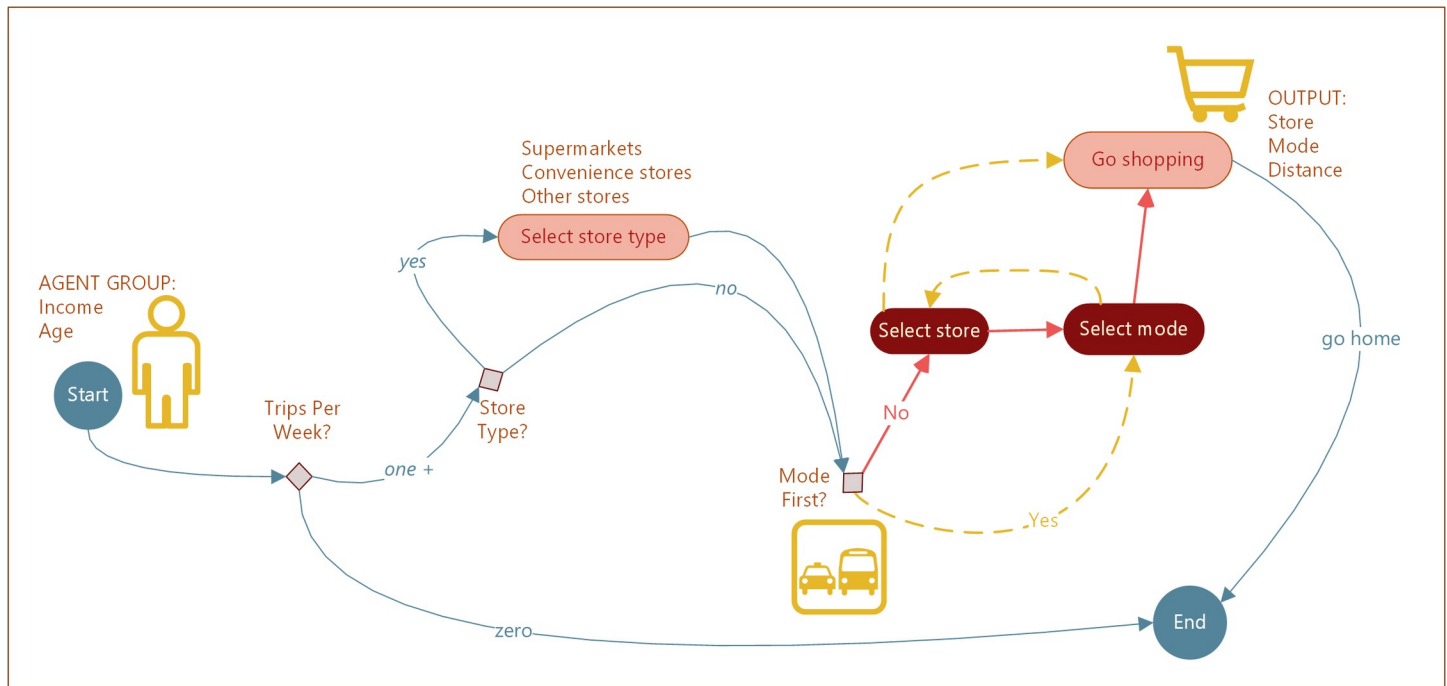 AGENT GROUP:
Income
Age
Start
Trips Per
Week?
one +
zero
Store
Type?
yes
no
Supermarkets
Convenience stores
Other stores
Select store type
Mode
First?
No
Yes
Select store
Select mode
Go shopping
OUTPUT:
Store
Mode
Distance
go home
End